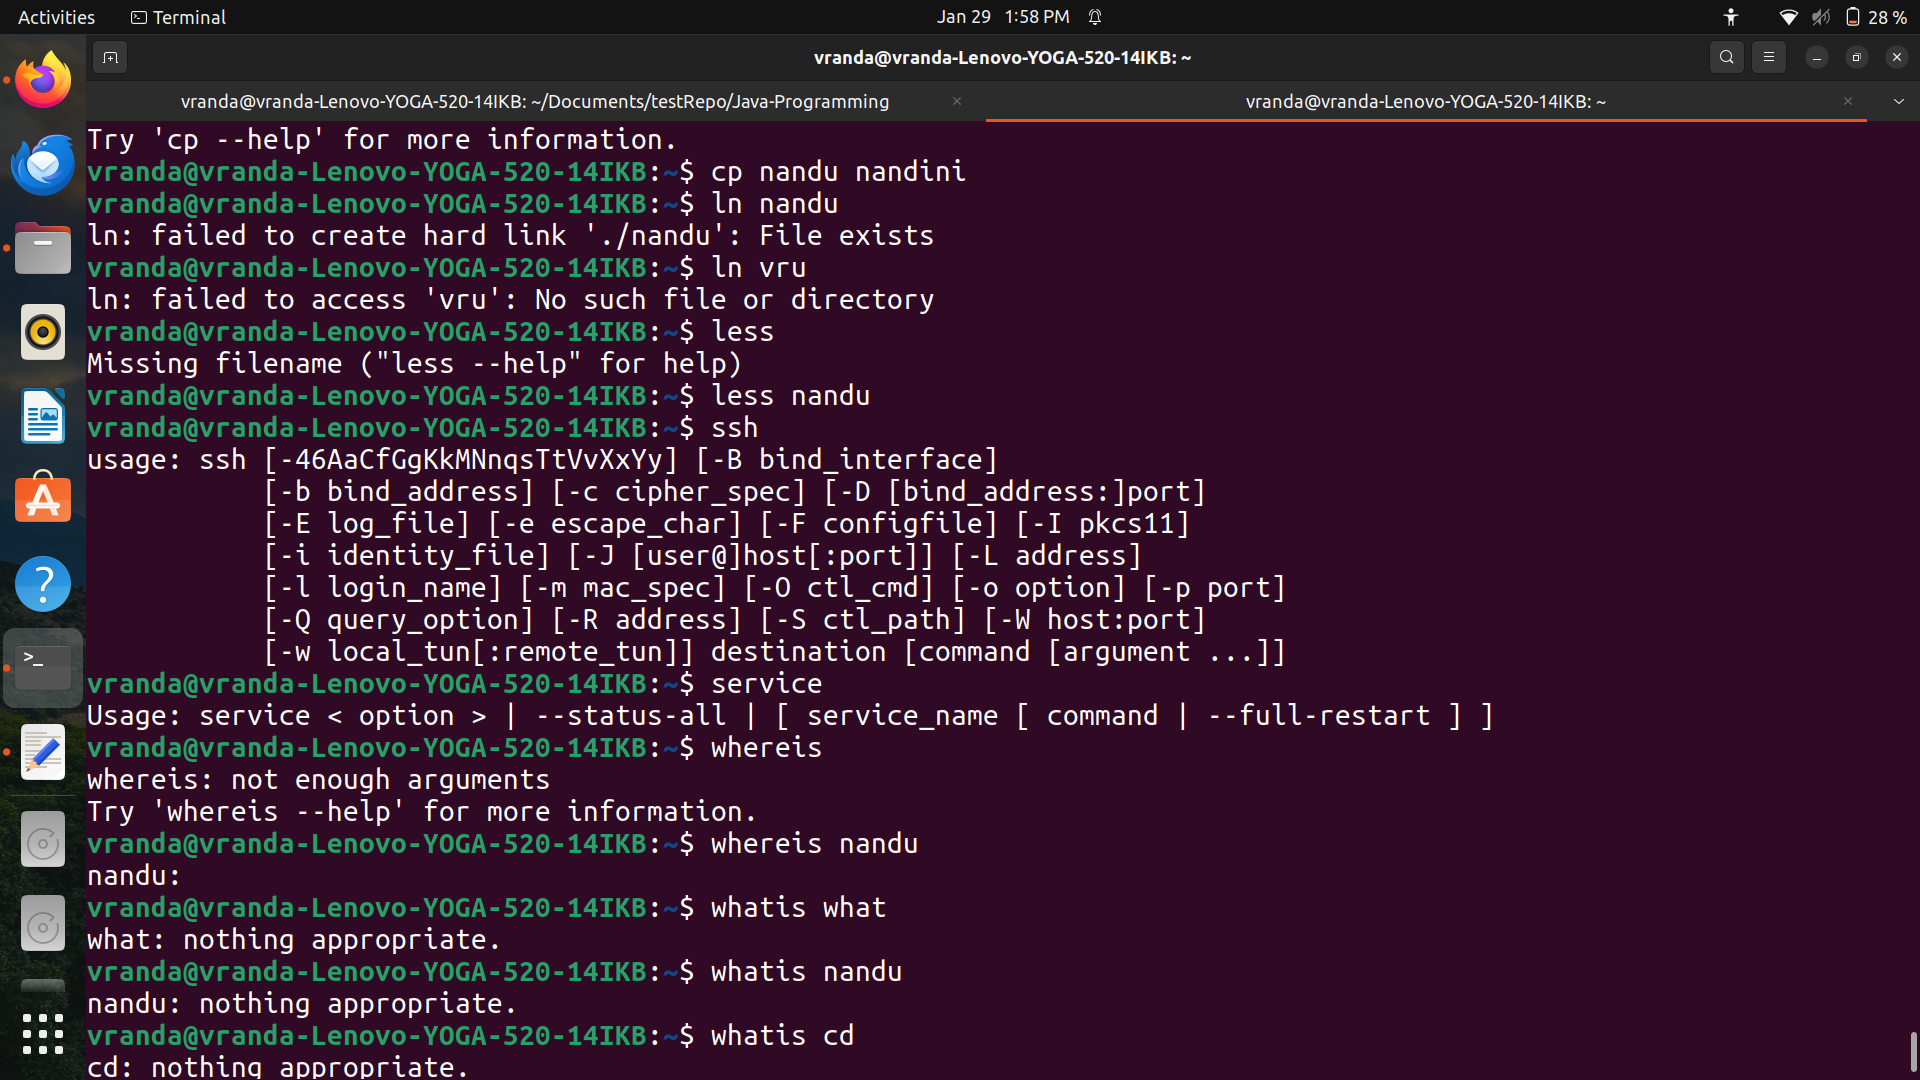 Activities Terminal Jan 29 1:58 PM 28 %
vranda@vranda-Lenovo-YOGA-520-14IKB: ~
vranda@vranda-Lenovo-YOGA-520-14IKB: ~/Documents/testRepo/Java-Programming vranda@vranda-Lenovo-YOGA-520-14IKB: ~
Try 'cp --help' for more information.
vranda@vranda-Lenovo-YOGA-520-14IKB:~$ cp nandu nandini
vranda@vranda-Lenovo-YOGA-520-14IKB:~$ ln nandu
ln: failed to create hard link './nandu': File exists
vranda@vranda-Lenovo-YOGA-520-14IKB:~$ ln vru
ln: failed to access 'vru': No such file or directory
vranda@vranda-Lenovo-YOGA-520-14IKB:~$ less
Missing filename ("less --help" for help)
vranda@vranda-Lenovo-YOGA-520-14IKB:~$ less nandu
vranda@vranda-Lenovo-YOGA-520-14IKB:~$ ssh
usage: ssh [-46AaCfGgKkMNnqsTtVvXxYy] [-B bind_interface]
           [-b bind_address] [-c cipher_spec] [-D [bind_address:]port]
           [-E log_file] [-e escape_char] [-F configfile] [-I pkcs11]
           [-i identity_file] [-J [user@]host[:port]] [-L address]
           [-l login_name] [-m mac_spec] [-O ctl_cmd] [-o option] [-p port]
           [-Q query_option] [-R address] [-S ctl_path] [-W host:port]
           [-w local_tun[:remote_tun]] destination [command [argument ...]]
vranda@vranda-Lenovo-YOGA-520-14IKB:~$ service
Usage: service < option > | --status-all | [ service_name [ command | --full-restart ] ]
vranda@vranda-Lenovo-YOGA-520-14IKB:~$ whereis
whereis: not enough arguments
Try 'whereis --help' for more information.
vranda@vranda-Lenovo-YOGA-520-14IKB:~$ whereis nandu
nandu:
vranda@vranda-Lenovo-YOGA-520-14IKB:~$ whatis what
what: nothing appropriate.
vranda@vranda-Lenovo-YOGA-520-14IKB:~$ whatis nandu
nandu: nothing appropriate.
vranda@vranda-Lenovo-YOGA-520-14IKB:~$ whatis cd
cd: nothing appropriate.